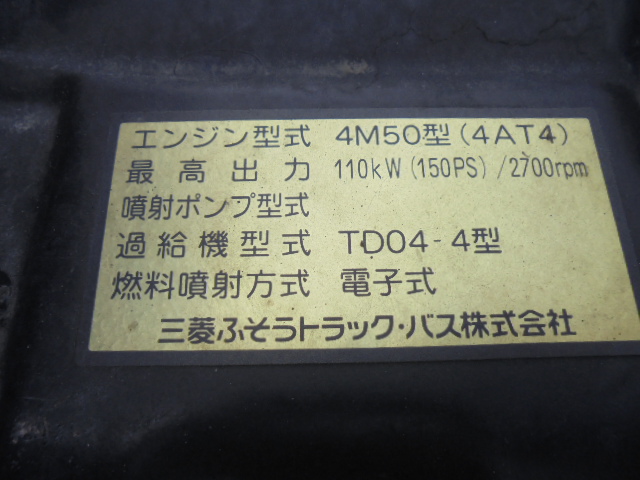 エンジン型式 4M50型(4AT4)
最高出力 110kW(150PS)/2700rpm
噴射ポンプ型式
過給機型式 TD04-4型
燃料噴射方式 電子式
三菱ふそうトラック・バス株式会社